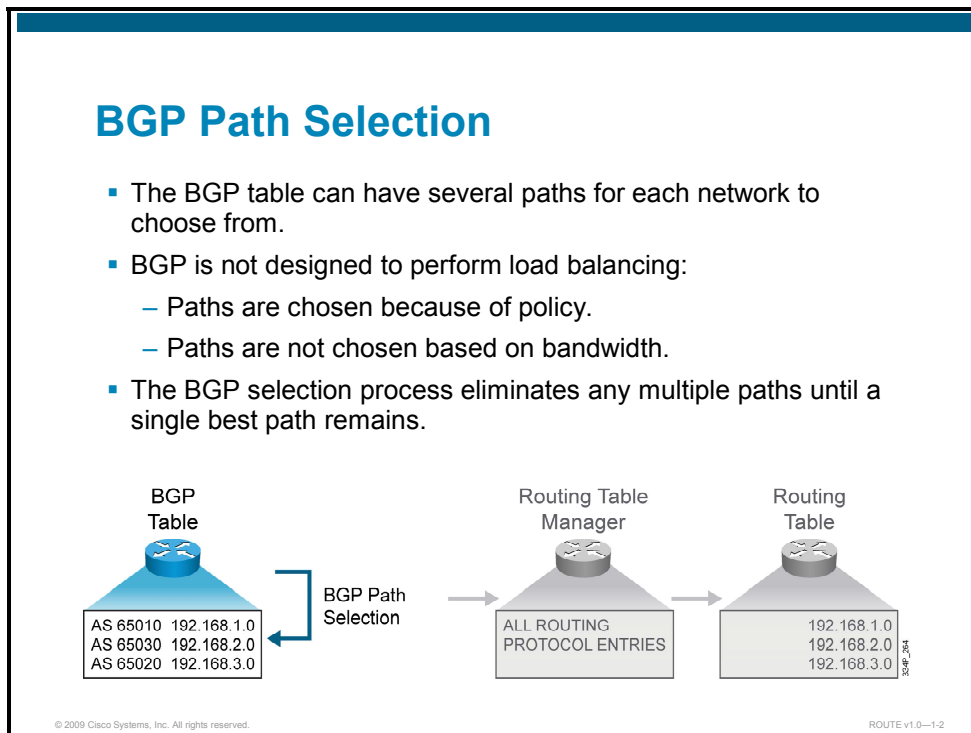 BGP Path Selection
▪ The BGP table can have several paths for each network to
choose from.
▪ BGP is not designed to perform load balancing:
– Paths are chosen because of policy.
– Paths are not chosen based on bandwidth.
▪ The BGP selection process eliminates any multiple paths until a
single best path remains.
BGP
Table
Routing Table
Manager
Routing
Table
BGP Path
Selection
AS 65010 192.168.1.0
AS 65030 192.168.2.0
AS 65020 192.168.3.0
ALL ROUTING
PROTOCOL ENTRIES
192.168.1.0
192.168.2.0
192.168.3.0
334P_264
© 2009 Cisco Systems, Inc. All rights reserved.
ROUTE v1.0—1-2